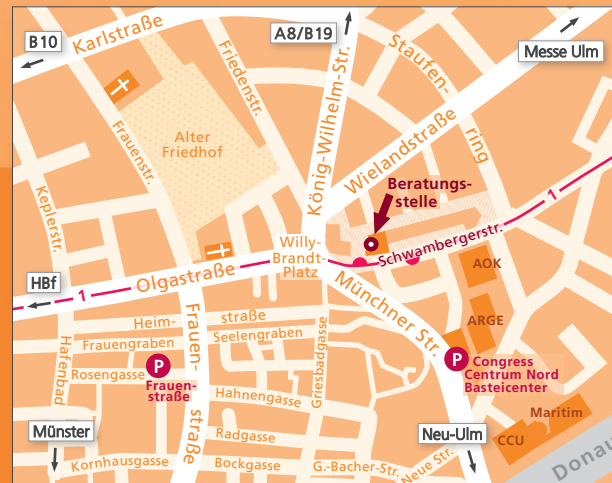 B10
Karlstraße
A8/B19
Messe Ulm
Friedenstr.
Staufen-
ring
Frauenstr.
Alter
Friedhof
König-Wilhelm-Str.
Wielandstraße
Keplerstr.
Beratungs-
stelle
1
Schwambergerstr.
Willy-
Brandt-
Platz
HBf
1
Olgastraße
AOK
Münchner Str.
ARGE
Heim-
straße
Frauengraben
Seelengraben
Frauen-
straße
Griesbadgasse
Hafenbad
Rosengasse
P
Frauen-
straße
P
Congress
Centrum Nord
Basteicenter
Hahnengasse
Maritim
CCU
Münster
Radgasse
Neu-Ulm
Kornhausgasse
Bockgasse
G.-Bacher-Str.
Neue Str.
Donau